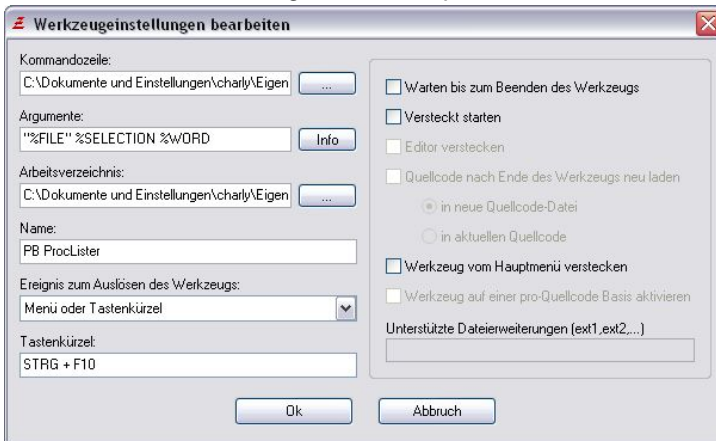 Werkzeugeinstellungen bearbeiten
Kommandozeile:
C:\Dokumente und Einstellungen\charly\Eigen
...
Argumente:
"%FILE" %SELECTION %WORD
Info
Arbeitsverzeichnis:
C:\Dokumente und Einstellungen\charly\Eigen
...
Name:
PB ProcLister
Ereignis zum Auslösen des Werkzeugs:
Menü oder Tastenkürzel
Tastenkürzel:
STRG + F10
Warten bis zum Beenden des Werkzeugs
Versteckt starten
Editor verstecken
Quellcode nach Ende des Werkzeugs neu laden
in neue Quellcode-Datei
in aktuellen Quellcode
Werkzeug vom Hauptmenü verstecken
Werkzeug auf einer pro-Quellcode Basis aktivieren
Unterstützte Dateierweiterungen (ext1,ext2,...)
Ok
Abbruch